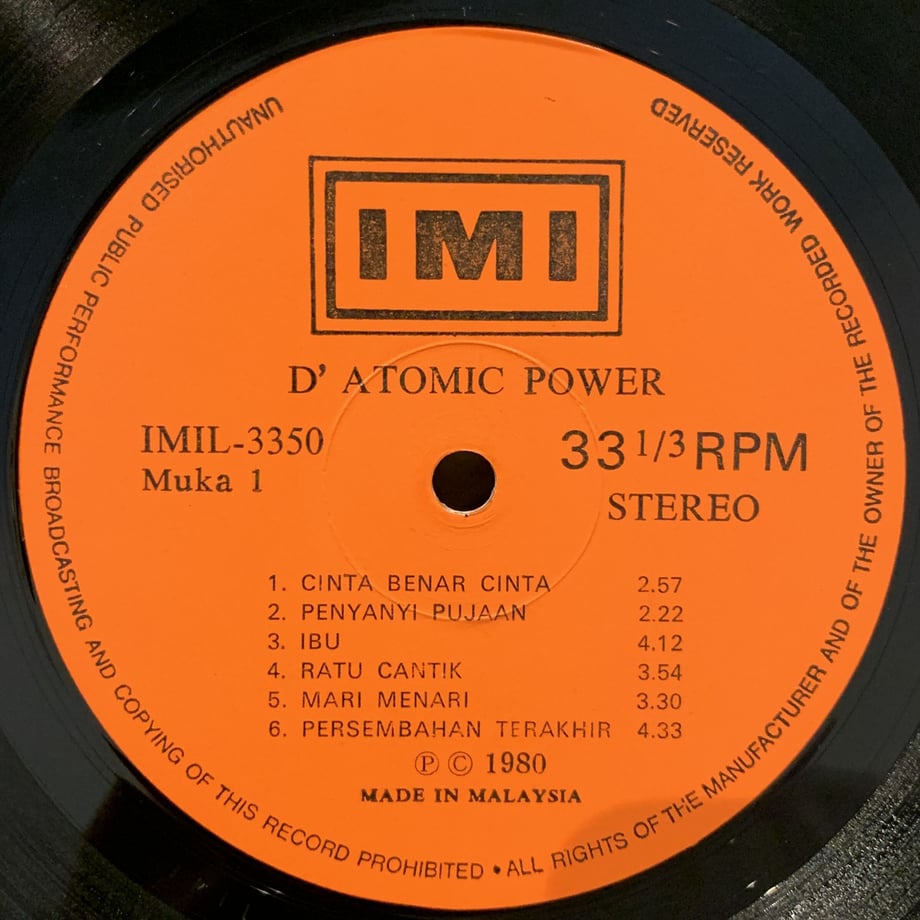 ALL RIGHTS OF THE MANUFACTURER AND OF THE OWNER OF THE RECORDED WORK RESERVED
UNAUTHORISED PUBLIC PERFORMANCE BROADCASTING AND COPYING OF THIS RECORD PROHIBITED •
IMI
D' ATOMIC POWER
IMIL-3350
Muka 1
33 1/3 RPM
STEREO
1. CINTA BENAR CINTA 2.57
2. PENYANYI PUJAAN 2.22
3. IBU 4.12
4. RATU CANTIK 3.54
5. MARI MENARI 3.30
6. PERSEMBAHAN TERAKHIR 4.33
Ⓟ © 1980
MADE IN MALAYSIA